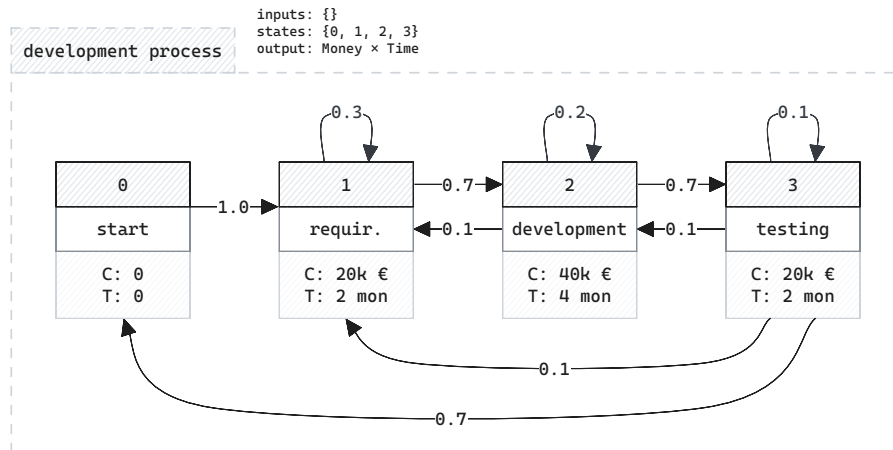 inputs: {}
states: {0, 1, 2, 3}
output: Money × Time
development process
0.3
0.2
0.1
0
1
2
3
0.7
0.7
1.0
start
requir.
0.1
development
0.1
testing
C: 0
T: 0
C: 20k €
T: 2 mon
C: 40k €
T: 4 mon
C: 20k €
T: 2 mon
0.1
0.7